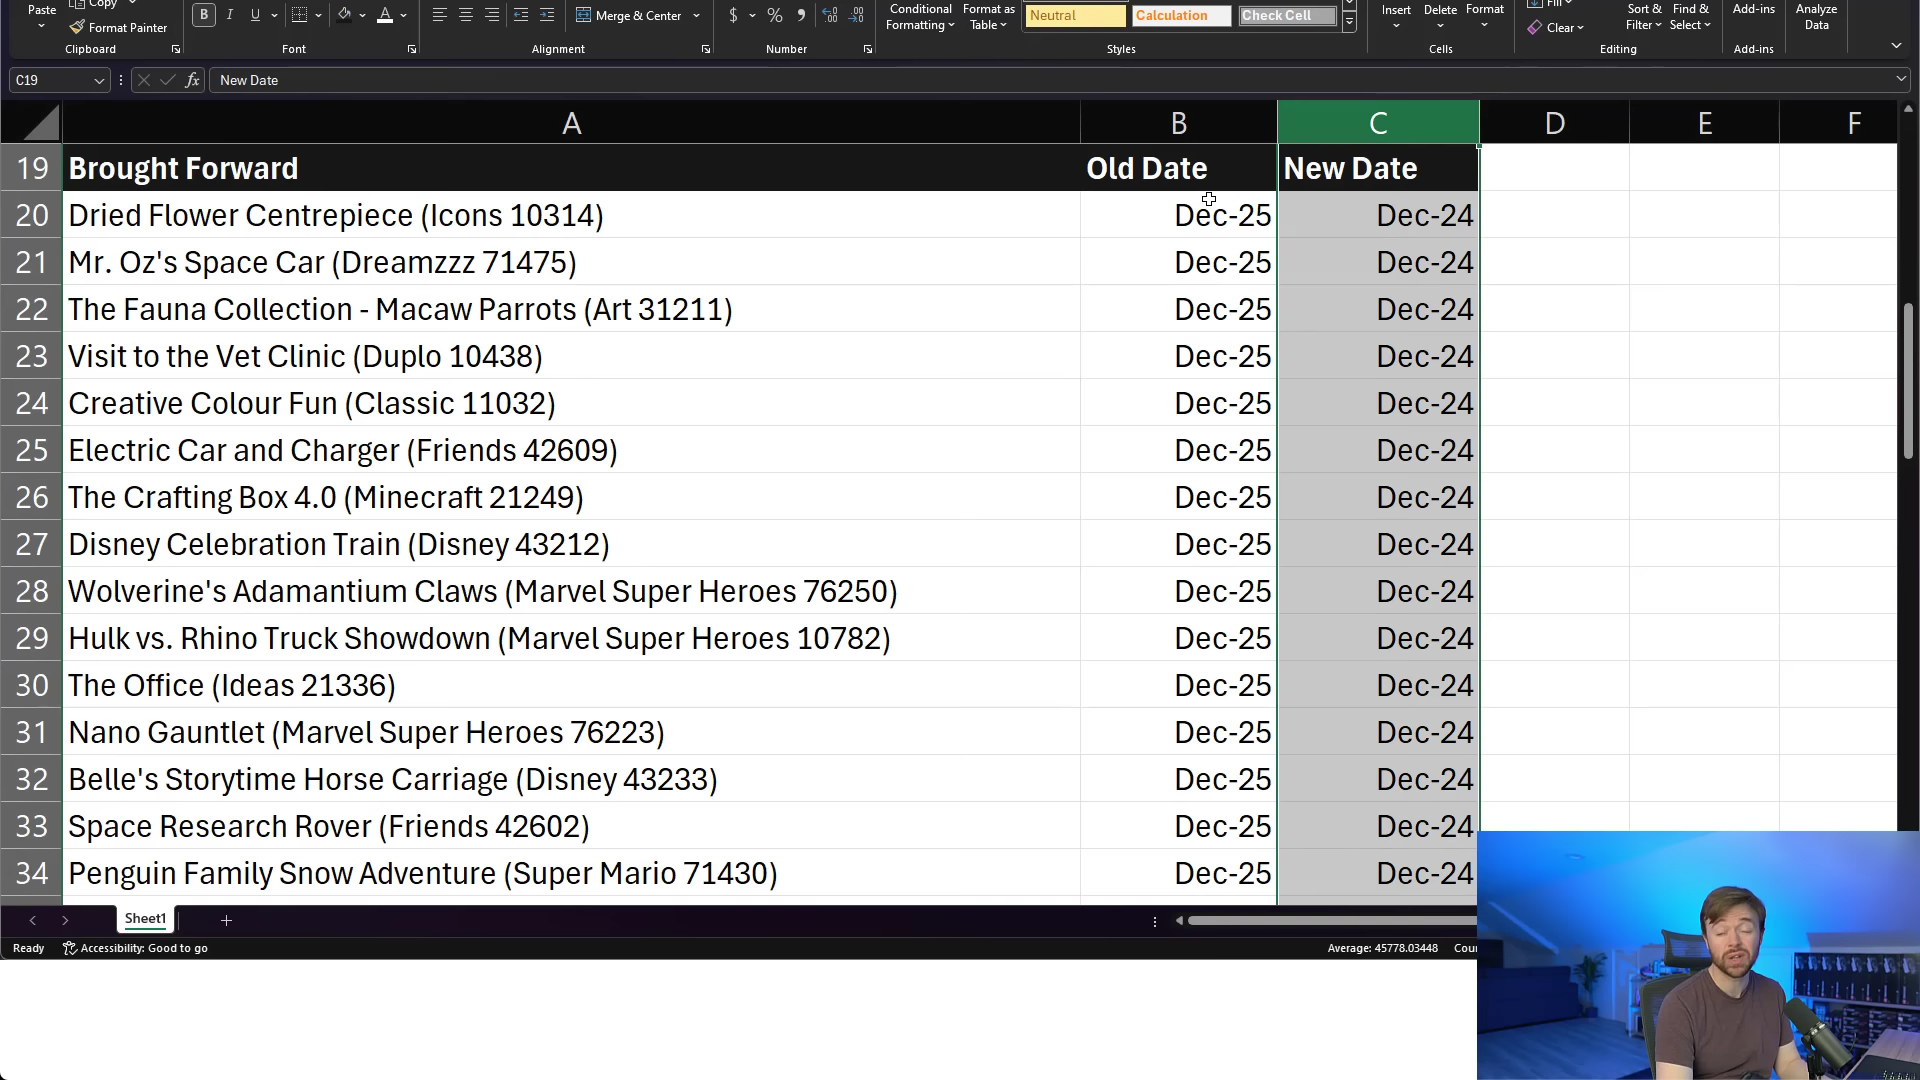 Paste Copy Format Painter
Clipboard
B I U A
Font
Merge & Center
Alignment
$ % , 
Number
Conditional Formatting Format as Table
Neutral Calculation Check Cell
Styles
Insert Delete Format
Cells
Fill
Clear
Sort & Filter Find & Select
Editing
Add-ins
Add-ins
Analyze Data
C19 fx New Date
A B C D E F
19 Brought Forward Old Date New Date
20 Dried Flower Centrepiece (Icons 10314) Dec-25 Dec-24
21 Mr. Oz's Space Car (Dreamzzz 71475) Dec-25 Dec-24
22 The Fauna Collection - Macaw Parrots (Art 31211) Dec-25 Dec-24
23 Visit to the Vet Clinic (Duplo 10438) Dec-25 Dec-24
24 Creative Colour Fun (Classic 11032) Dec-25 Dec-24
25 Electric Car and Charger (Friends 42609) Dec-25 Dec-24
26 The Crafting Box 4.0 (Minecraft 21249) Dec-25 Dec-24
27 Disney Celebration Train (Disney 43212) Dec-25 Dec-24
28 Wolverine's Adamantium Claws (Marvel Super Heroes 76250) Dec-25 Dec-24
29 Hulk vs. Rhino Truck Showdown (Marvel Super Heroes 10782) Dec-25 Dec-24
30 The Office (Ideas 21336) Dec-25 Dec-24
31 Nano Gauntlet (Marvel Super Heroes 76223) Dec-25 Dec-24
32 Belle's Storytime Horse Carriage (Disney 43233) Dec-25 Dec-24
33 Space Research Rover (Friends 42602) Dec-25 Dec-24
34 Penguin Family Snow Adventure (Super Mario 71430) Dec-25 Dec-24
Sheet1
Ready Accessibility: Good to go Average: 45778.03448 Cou